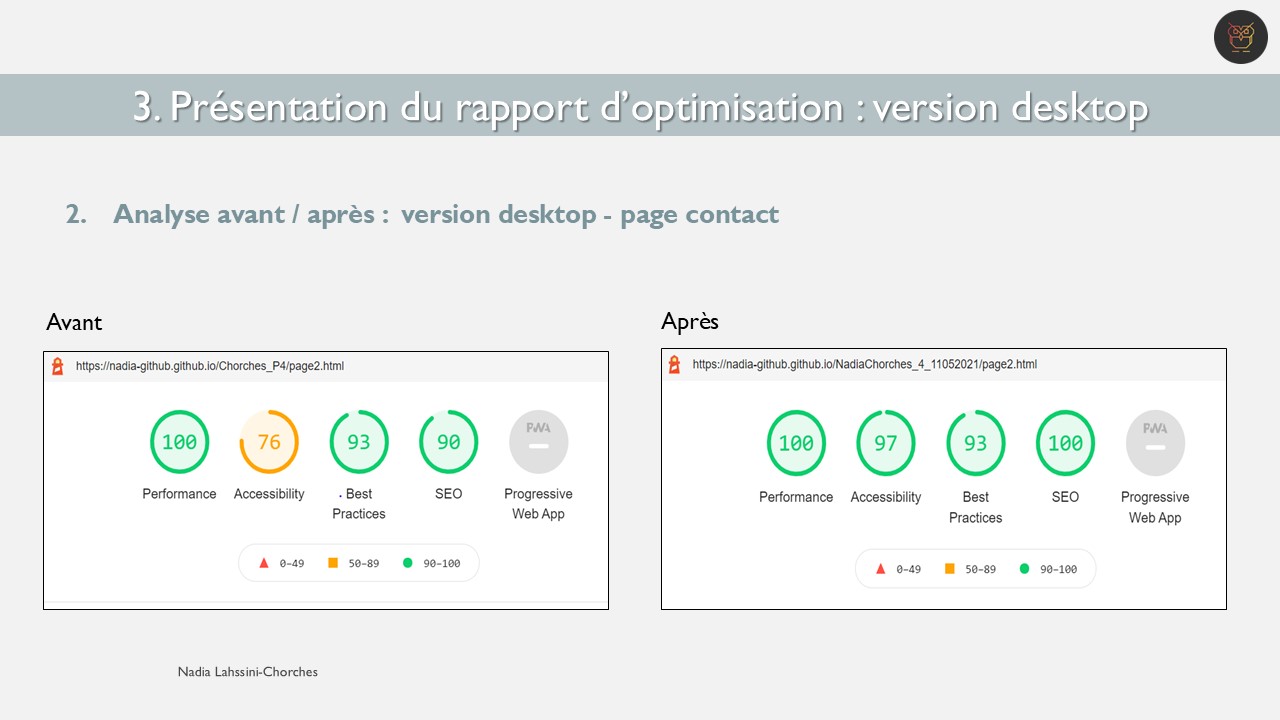 3. Présentation du rapport d’optimisation : version desktop
2. Analyse avant / après : version desktop - page contact
Avant
https://nadia-github.github.io/Chorches_P4/page2.html
100 76 93 90 PWA
Performance Accessibility . Best SEO Progressive
Practices Web App
0–49 50–89 90–100
Après
https://nadia-github.github.io/NadiaChorches_4_11052021/page2.html
100 97 93 100 PWA
Performance Accessibility Best SEO Progressive
Practices Web App
0–49 50–89 90–100
Nadia Lahssini-Chorches